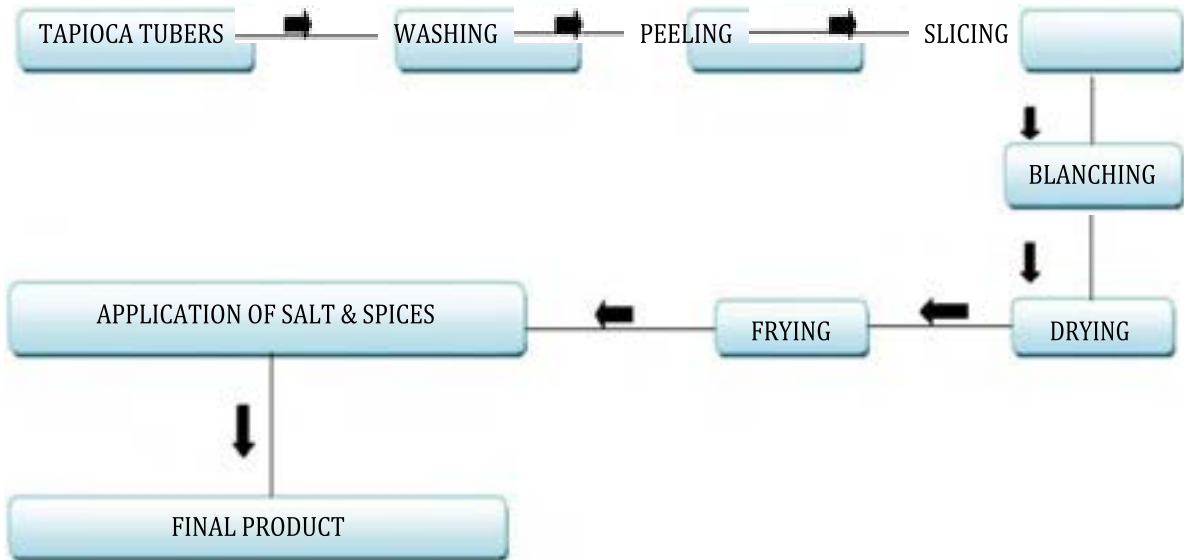 TAPIOCA TUBERS
WASHING
PEELING
SLICING
BLANCHING
DRYING
FRYING
APPLICATION OF SALT & SPICES
FINAL PRODUCT